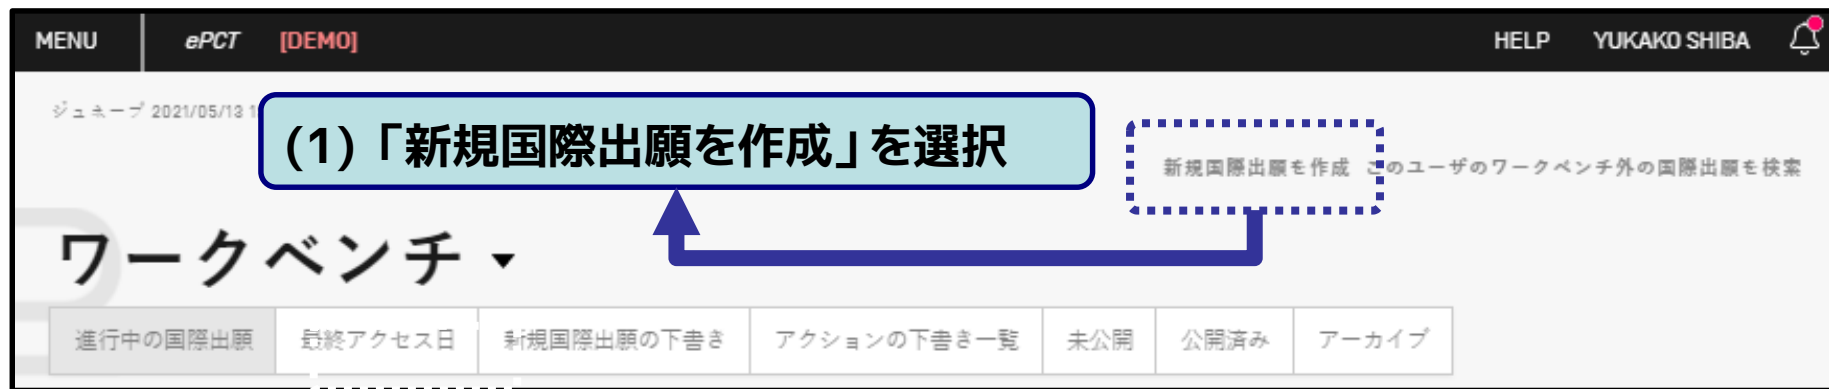 MENU ePCT [DEMO] HELP YUKAKO SHIBA
ジュネーブ 2021/05/13 1
(1)「新規国際出願を作成」を選択
新規国際出願を作成 このユーザのワークベンチ外の国際出願を検索
ワークベンチ
進行中の国際出願 最終アクセス日 新規国際出願の下書き アクションの下書き一覧 未公開 公開済み アーカイブ